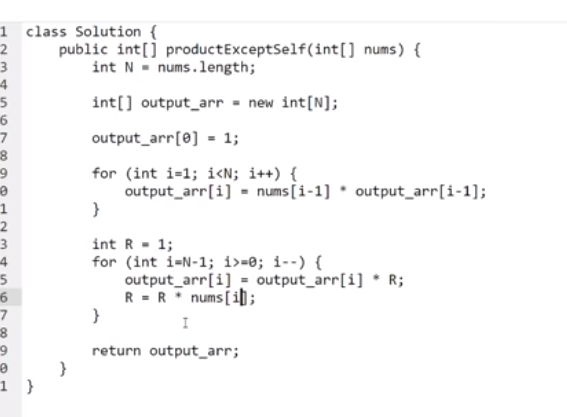 1 class Solution {
2     public int[] productExceptSelf(int[] nums) {
3         int N = nums.length;
4
5         int[] output_arr = new int[N];
6
7         output_arr[0] = 1;
8
9         for (int i=1; i<N; i++) {
0             output_arr[i] = nums[i-1] * output_arr[i-1];
1         }
2
3         int R = 1;
4         for (int i=N-1; i>=0; i--) {
5             output_arr[i] = output_arr[i] * R;
6             R = R * nums[i];
7         }
8
9         return output_arr;
0     }
1 }